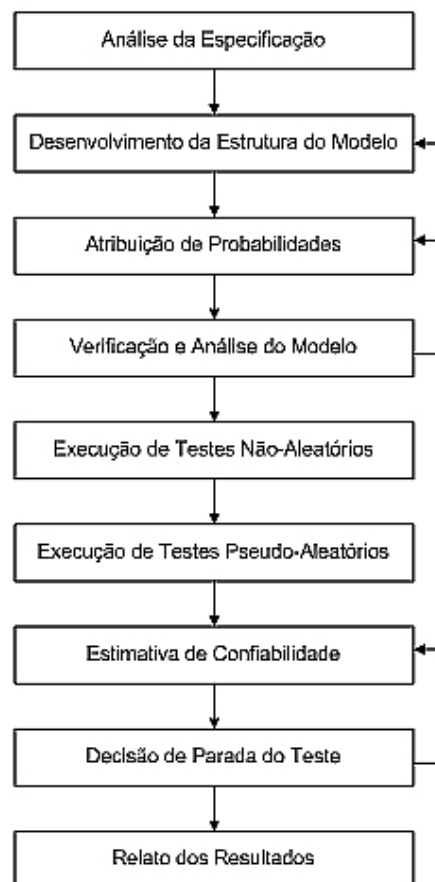 Análise da Especificação
Desenvolvimento da Estrutura do Modelo
Atribuição de Probabilidades
Verificação e Análise do Modelo
Execução de Testes Não-Aleatórios
Execução de Testes Pseudo-Aleatórios
Estimativa de Confiabilidade
Decisão de Parada do Teste
Relato dos Resultados